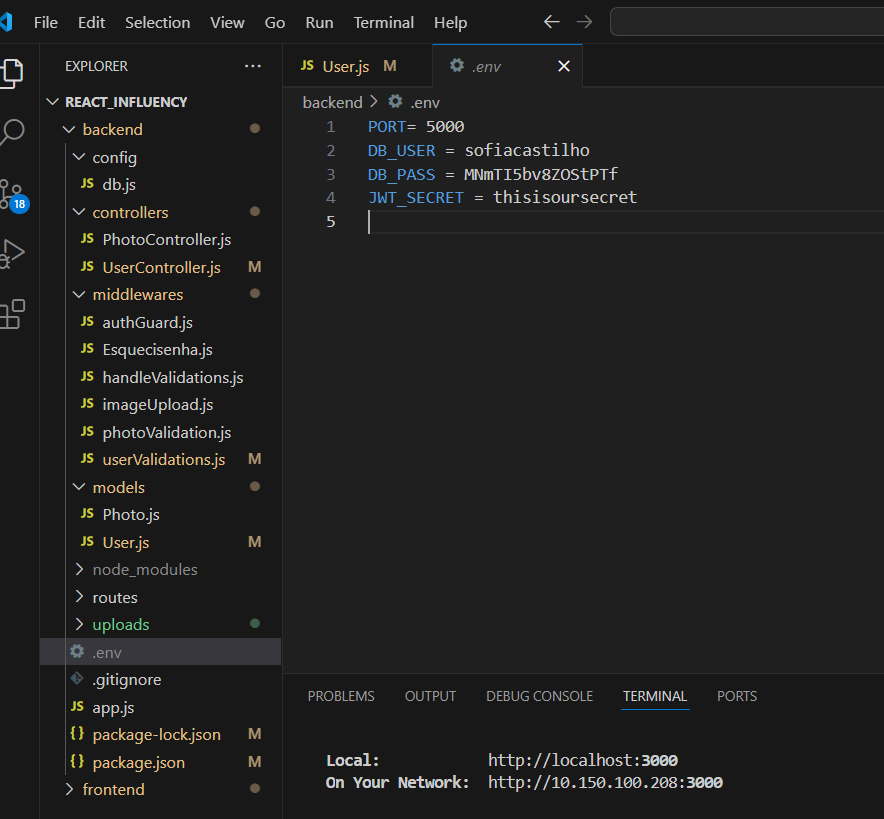 File Edit Selection View Go Run Terminal Help
EXPLORER
JS User.js M
.env
REACT_INFLUENCY
backend > .env
backend
config
JS db.js
controllers
JS PhotoController.js
JS UserController.js M
middlewares
JS authGuard.js
JS Esquecisenha.js
JS handleValidations.js
JS imageUpload.js
JS photoValidation.js
JS userValidations.js M
models
JS Photo.js
JS User.js M
node_modules
routes
uploads
.env
.gitignore
JS app.js
{} package-lock.json M
{} package.json M
frontend
18
1 PORT= 5000
2 DB_USER = sofiacastilho
3 DB_PASS = MNmTI5bv8ZOStPTf
4 JWT_SECRET = thisisoursecret
5
PROBLEMS OUTPUT DEBUG CONSOLE TERMINAL PORTS
Local: http://localhost:3000
On Your Network: http://10.150.100.208:3000